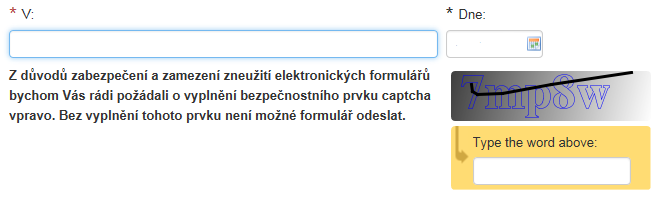 * V:
* Dne:
Z důvodů zabezpečení a zamezení zneužití elektronických formulářů
bychom Vás rádi požádali o vyplnění bezpečnostního prvku captcha
vpravo. Bez vyplnění tohoto prvku není možné formulář odeslat.
7mp8w
Type the word above: